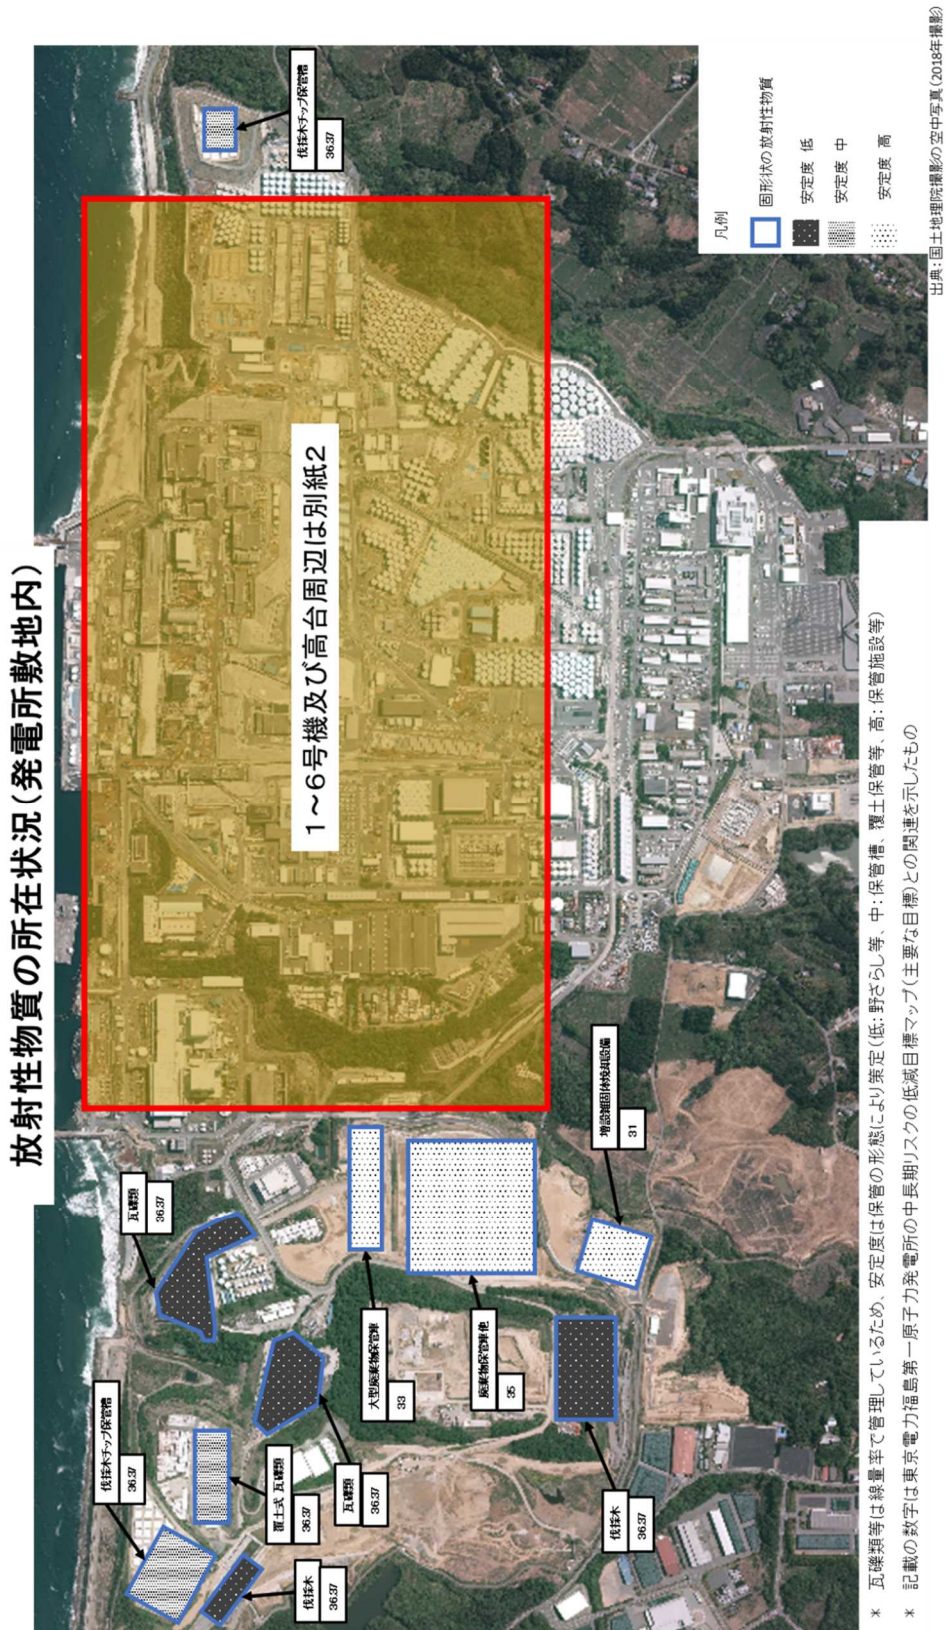 放射性物質の所在状況(発電所敷地内)
伐採木チップ保管槽
36.37
瓦礫類
36.37
伐採木
36.37
覆土式 瓦礫類
36.37
瓦礫類
36.37
大型廃棄物保管庫
33
廃棄物保管庫他
35
伐採木
36.37
増設雑固体焼却設備
31
1～6号機及び高台周辺は別紙2
伐採木チップ保管槽
36.37
凡例
固形状の放射性物質
安定度 低
安定度 中
安定度 高
* 瓦礫類等は線量率で管理しているため、安定度は保管の形態により策定(低:野ざらし等、中:保管槽、覆土保管等、高:保管施設等)
* 記載の数字は東京電力福島第一原子力発電所の中長期リスクの低減目標マップ(主要な目標)との関連を示したもの
出典:国土地理院撮影の空中写真(2018年撮影)